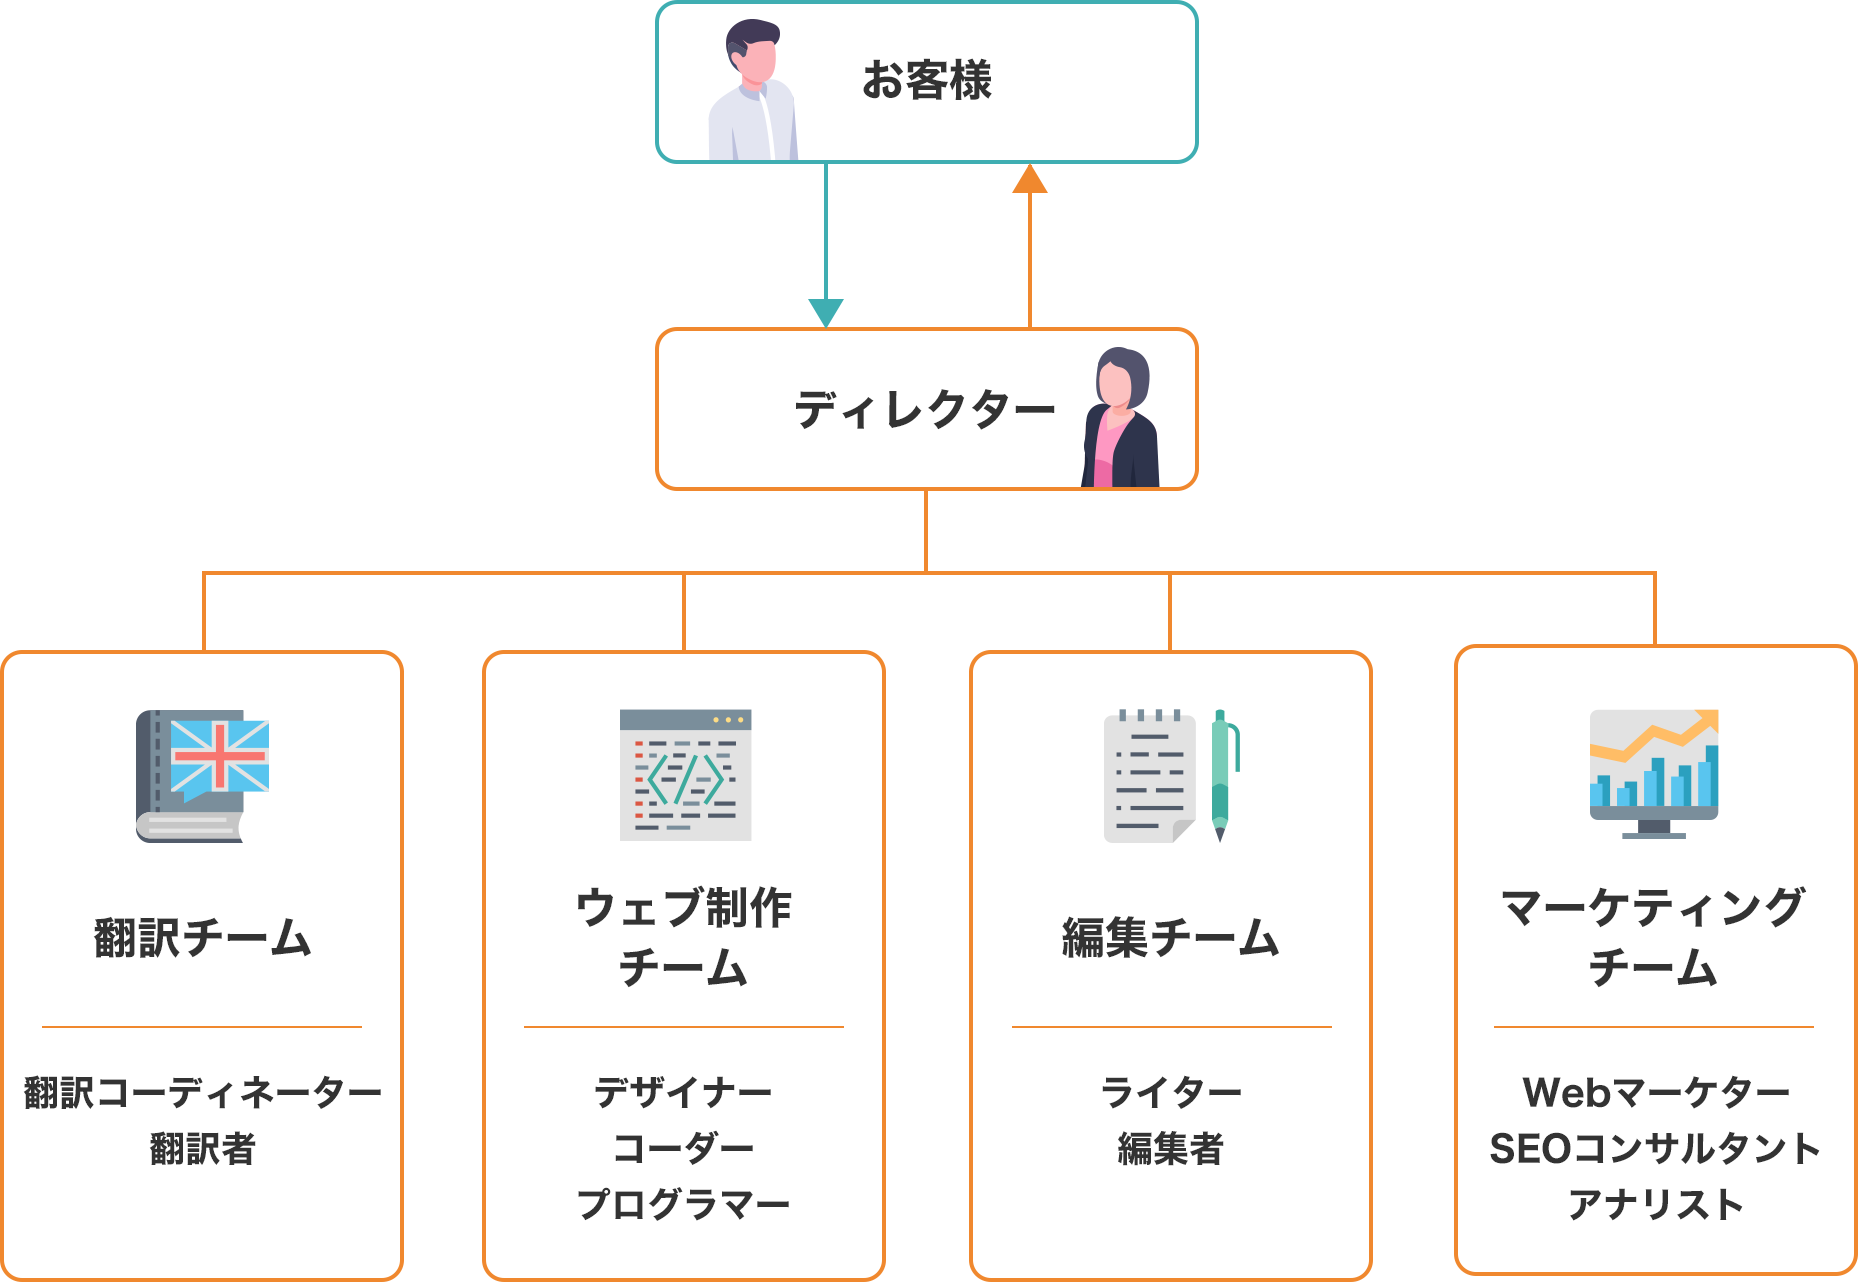 お客様
ディレクター
翻訳チーム
翻訳コーディネーター
翻訳者
ウェブ制作
チーム
デザイナー
コーダー
プログラマー
編集チーム
ライター
編集者
マーケティング
チーム
Webマーケター
SEOコンサルタント
アナリスト